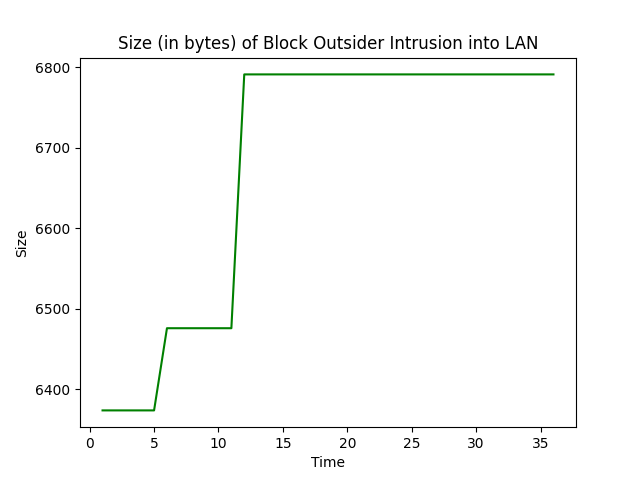 Size (in bytes) of Block Outsider Intrusion into LAN
6800
6700
6600
6500
6400
Size
0 5 10 15 20 25 30 35
Time